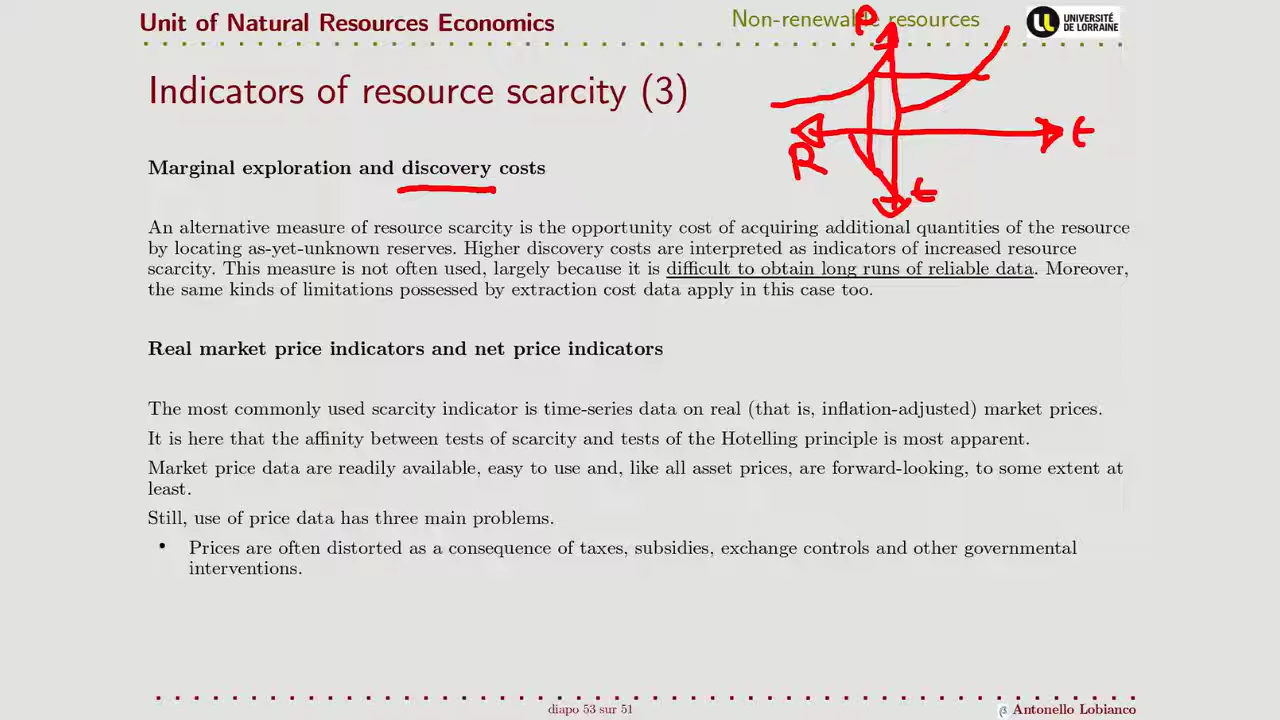 Unit of Natural Resources Economics
Non-renewable resources
UNIVERSITÉ
DE LORRAINE
Indicators of resource scarcity (3)
P
t
R
t
Marginal exploration and discovery costs
An alternative measure of resource scarcity is the opportunity cost of acquiring additional quantities of the resource
by locating as-yet-unknown reserves. Higher discovery costs are interpreted as indicators of increased resource
scarcity. This measure is not often used, largely because it is difficult to obtain long runs of reliable data. Moreover,
the same kinds of limitations possessed by extraction cost data apply in this case too.
Real market price indicators and net price indicators
The most commonly used scarcity indicator is time-series data on real (that is, inflation-adjusted) market prices.
It is here that the affinity between tests of scarcity and tests of the Hotelling principle is most apparent.
Market price data are readily available, easy to use and, like all asset prices, are forward-looking, to some extent at
least.
Still, use of price data has three main problems.
• Prices are often distorted as a consequence of taxes, subsidies, exchange controls and other governmental
interventions.
diapo 53 sur 51
Antonello Lobianco